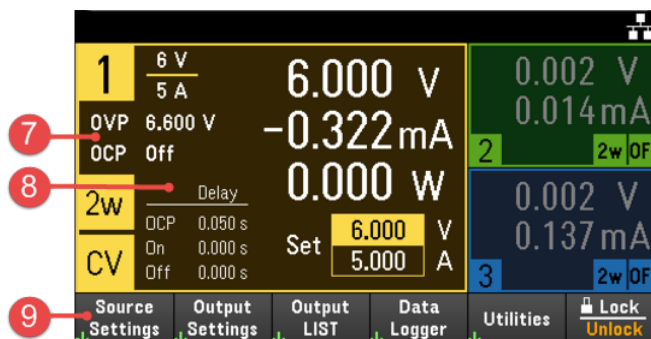 1 6 V 6.000 V 0.002 V
5 A 0.014 mA
7 OVP 6.600 V -0.322 mA
OCP Off 2 2w OF
8 Delay 0.000 W 0.002 V
2w OCP 0.050 s 0.137 mA
On 0.000 s Set 6.000 V
CV Off 0.000 s 5.000 A 3 2w OF
9 Source Settings Output Settings Output LIST Data Logger Utilities Lock Unlock